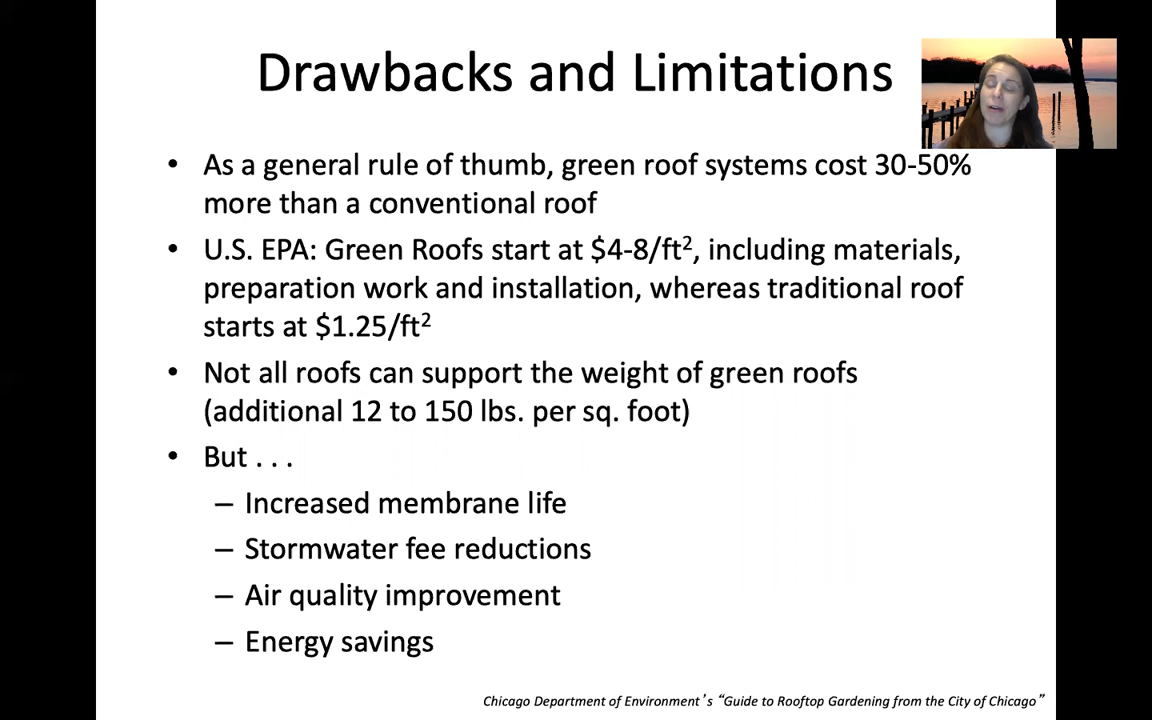 Drawbacks and Limitations
• As a general rule of thumb, green roof systems cost 30-50%
more than a conventional roof
• U.S. EPA: Green Roofs start at $4-8/ft², including materials,
preparation work and installation, whereas traditional roof
starts at $1.25/ft²
• Not all roofs can support the weight of green roofs
(additional 12 to 150 lbs. per sq. foot)
• But . . .
– Increased membrane life
– Stormwater fee reductions
– Air quality improvement
– Energy savings
Chicago Department of Environment’s “Guide to Rooftop Gardening from the City of Chicago”